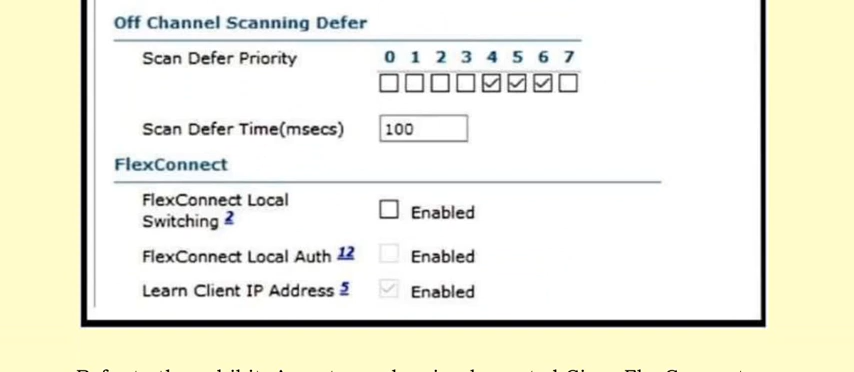 Off Channel Scanning Defer
Scan Defer Priority
0 1 2 3 4 5 6 7
Scan Defer Time(msecs) 100
FlexConnect
FlexConnect Local
Switching 2 Enabled
FlexConnect Local Auth 12 Enabled
Learn Client IP Address 5 Enabled